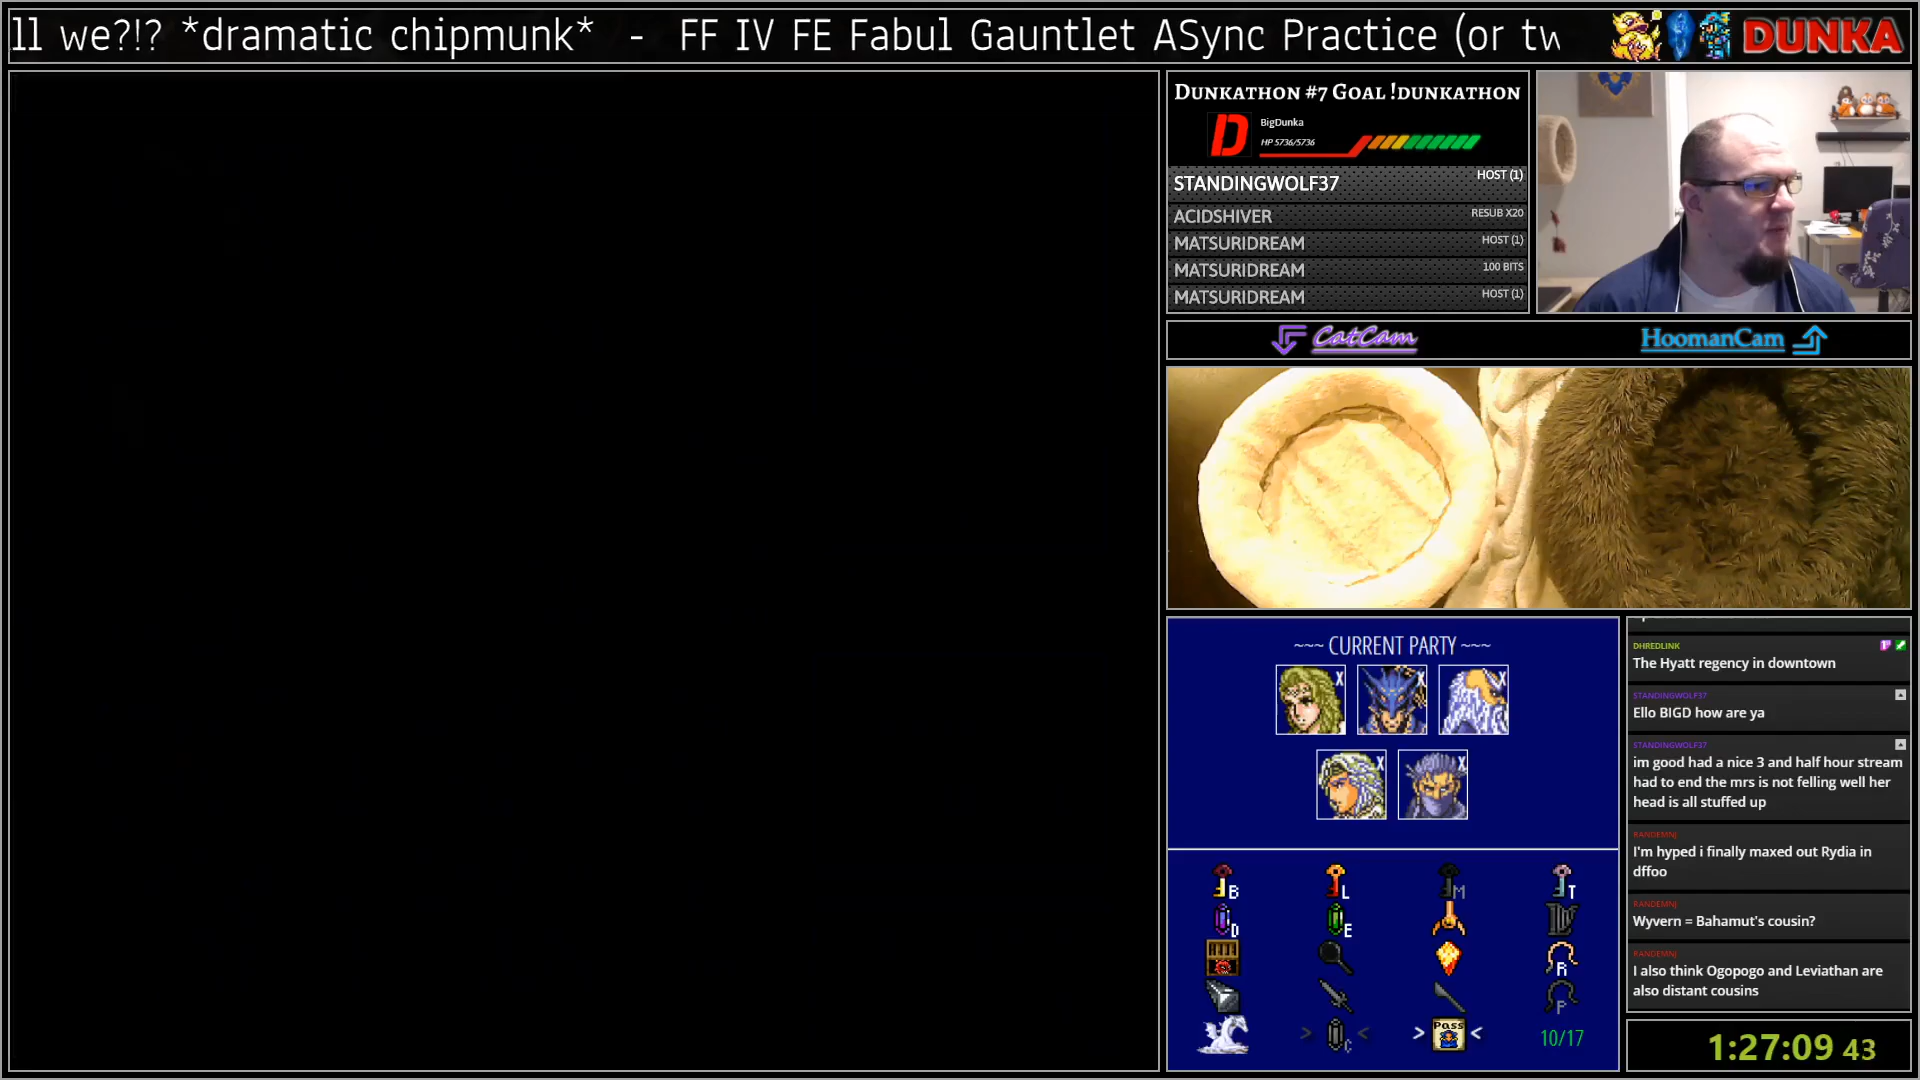 ll we?!? *dramatic chipmunk*  -  FF IV FE Fabul Gauntlet ASync Practice (or tw
DUNKA
Dunkathon #7 Goal !dunkathon
D
BigDunka
HP 5736/5736
STANDINGWOLF37 HOST (1)
ACIDSHIVER RESUB X20
MATSURIDREAM HOST (1)
MATSURIDREAM 100 BITS
MATSURIDREAM HOST (1)
CatCam
HoomanCam
~~~ CURRENT PARTY ~~~
X X X
X X
B L M T
D E
R
P
> C < > PASS < 10/17
DHREDLINK
The Hyatt regency in downtown
STANDINGWOLF37
Ello BIGD how are ya
STANDINGWOLF37
im good had a nice 3 and half hour stream
had to end the mrs is not felling well her
head is all stuffed up
RANDEMNJ
I'm hyped i finally maxed out Rydia in
dffoo
RANDEMNJ
Wyvern = Bahamut's cousin?
RANDEMNJ
I also think Ogopogo and Leviathan are
also distant cousins
1:27:09 43